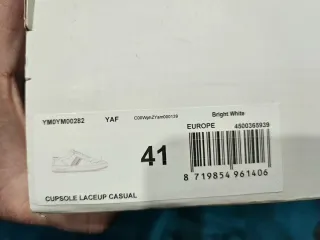 YM0YM00282 YAF Bright White
EUROPE 4500365939
41
8 719854 961406
CUPSOLE LACEUP CASUAL